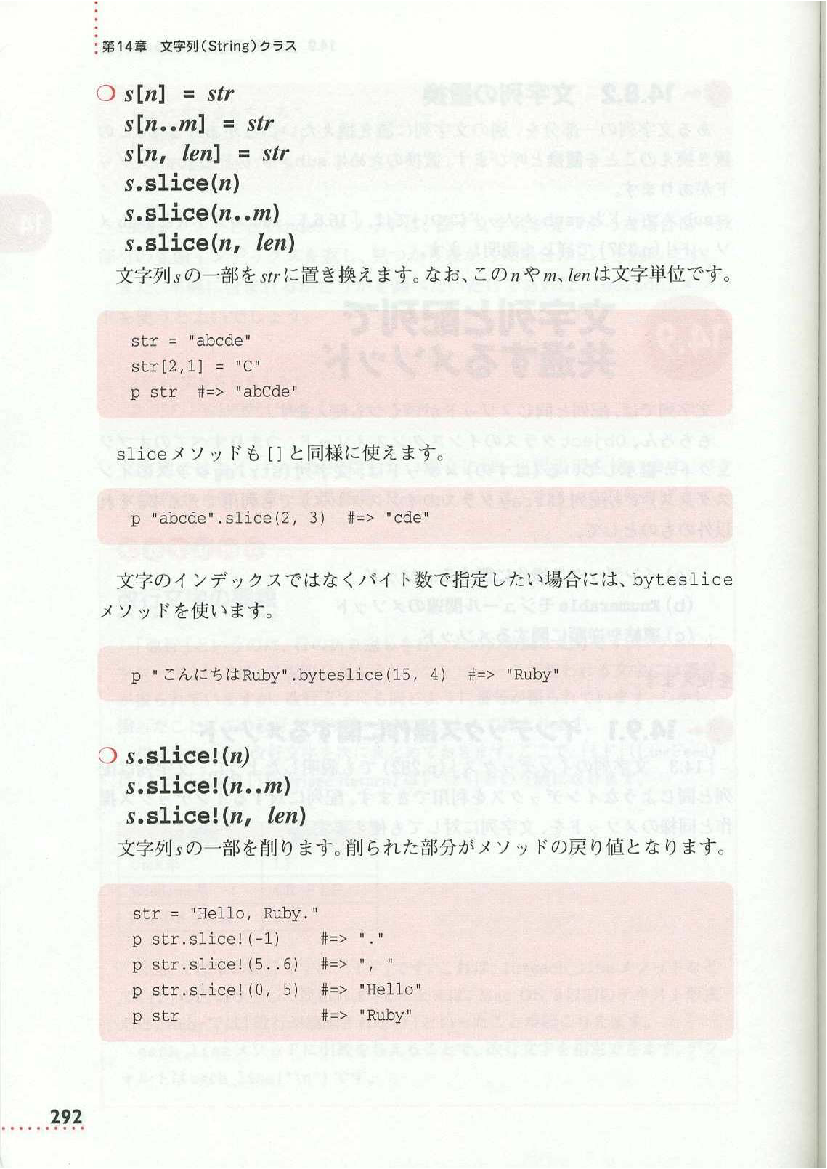 第14章 文字列(String)クラス
s[n] = str
s[n..m] = str
s[n, len] = str
s.slice(n)
s.slice(n..m)
s.slice(n, len)
文字列sの一部をstrに置き換えます。なお、このnやm、lenは文字単位です。
str = "abcde"
str[2,1] = "C"
p str #=> "abCde"
sliceメソッドも[]と同様に使えます。
p "abcde".slice(2, 3) #=> "cde"
文字のインデックスではなくバイト数で指定したい場合には、byteslice
メソッドを使います。
p "こんにちはRuby".byteslice(15, 4) #=> "Ruby"
s.slice!(n)
s.slice!(n..m)
s.slice!(n, len)
文字列sの一部を削ります。削られた部分がメソッドの戻り値となります。
str = "Hello, Ruby."
p str.slice!(-1) #=> "."
p str.slice!(5..6) #=> ", "
p str.slice!(0, 5) #=> "Hello"
p str #=> "Ruby"
292